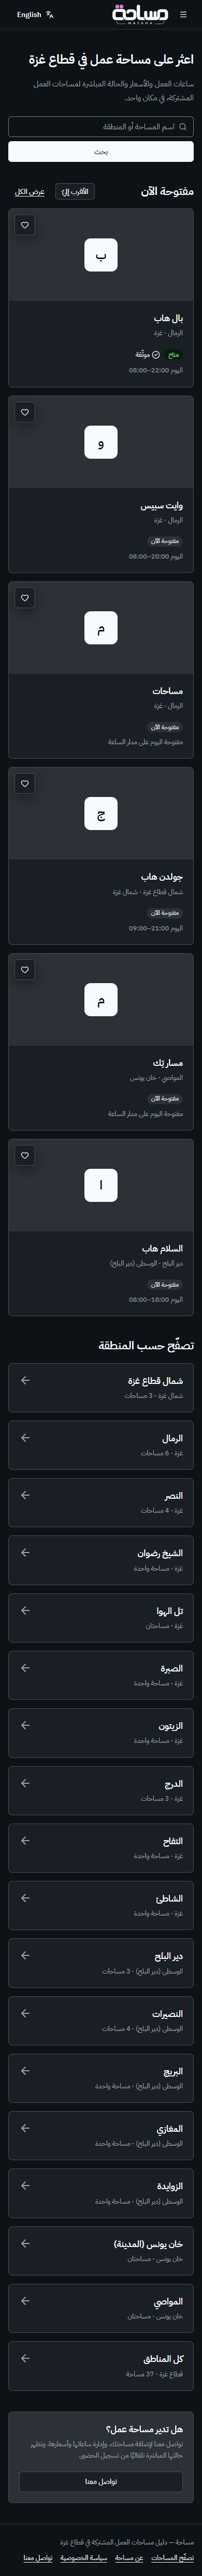 مساحة
MASAHA
English
اعثر على مساحة عمل في قطاع غزة
ساعات العمل والأسعار والحالة المباشرة لمساحات العمل
المشتركة، في مكان واحد.
اسم المساحة أو المنطقة
بحث
مفتوحة الآن
الأقرب إليّ
عرض الكل
ب
بال هاب
الرمال · غزة
متاح
موثّقة
اليوم 22:00–08:00
و
وايت سبيس
الرمال · غزة
مفتوحة الآن
اليوم 20:00–08:00
م
مساحات
الرمال · غزة
مفتوحة الآن
مفتوحة اليوم على مدار الساعة
ج
جولدن هاب
شمال قطاع غزة · شمال غزة
مفتوحة الآن
اليوم 21:00–09:00
م
مسار تِك
المواصي · خان يونس
مفتوحة الآن
مفتوحة اليوم على مدار الساعة
ا
السلام هاب
دير البلح · الوسطى (دير البلح)
مفتوحة الآن
اليوم 18:00–08:00
تصفّح حسب المنطقة
شمال قطاع غزة
شمال غزة · 3 مساحات
الرمال
غزة · 6 مساحات
النصر
غزة · 4 مساحات
الشيخ رضوان
غزة · مساحة واحدة
تل الهوا
غزة · مساحتان
الصبرة
غزة · مساحة واحدة
الزيتون
غزة · مساحة واحدة
الدرج
غزة · 3 مساحات
التفاح
غزة · مساحة واحدة
الشاطئ
غزة · مساحة واحدة
دير البلح
الوسطى (دير البلح) · 3 مساحات
النصيرات
الوسطى (دير البلح) · 4 مساحات
البريج
الوسطى (دير البلح) · مساحة واحدة
المغازي
الوسطى (دير البلح) · مساحة واحدة
الزوايدة
الوسطى (دير البلح) · مساحة واحدة
خان يونس (المدينة)
خان يونس · مساحتان
المواصي
خان يونس · مساحتان
كل المناطق
قطاع غزة · 37 مساحة
هل تدير مساحة عمل؟
تواصل معنا لإضافة مساحتك، وإدارة ساعاتها وأسعارها، وتظهر
حالتها المباشرة تلقائيًا من تسجيل الحضور.
تواصل معنا
مساحة — دليل مساحات العمل المشتركة في قطاع غزة
تصفّح المساحات
عن مساحة
سياسة الخصوصية
تواصل معنا